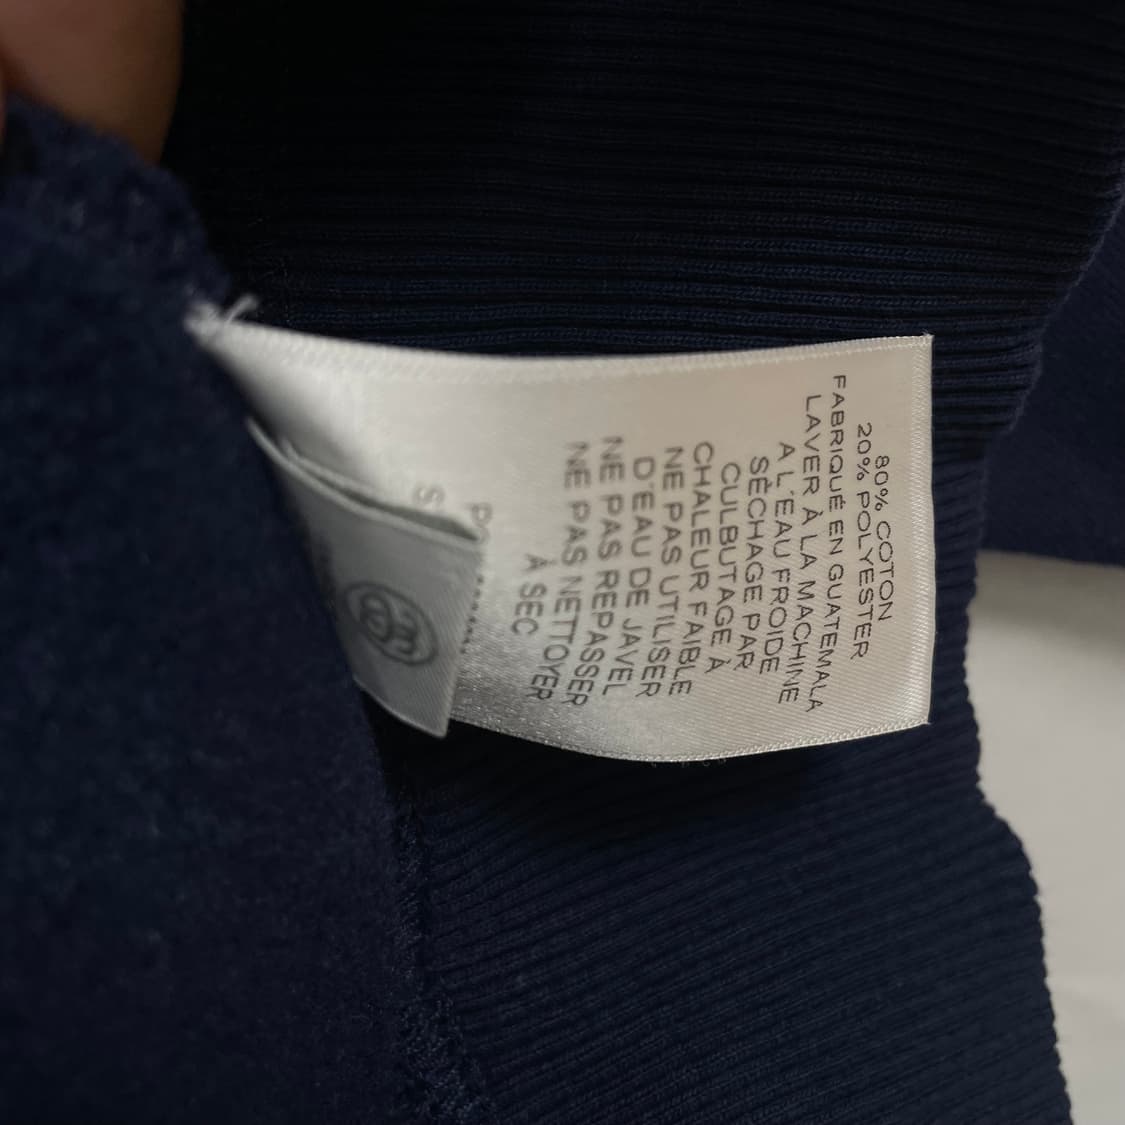 80% COTON
20% POLYESTER
FABRIQUÉ EN GUATEMALA
LAVER À LA MACHINE
A L'EAU FROIDE
SÉCHAGE PAR
CULBUTAGE À
CHALEUR FAIBLE
NE PAS UTILISER
D'EAU DE JAVEL
NE PAS REPASSER
NE PAS NETTOYER
À SEC